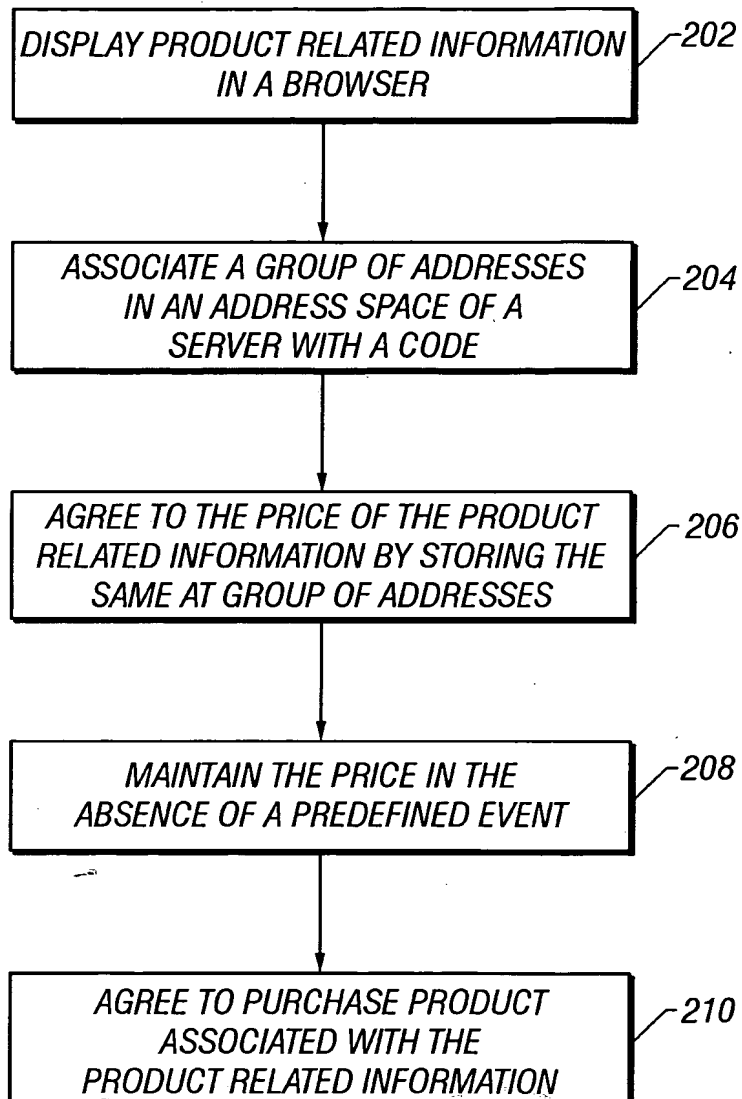 DISPLAY PRODUCT RELATED INFORMATION
IN A BROWSER
202
ASSOCIATE A GROUP OF ADDRESSES
IN AN ADDRESS SPACE OF A
SERVER WITH A CODE
204
AGREE TO THE PRICE OF THE PRODUCT
RELATED INFORMATION BY STORING THE
SAME AT GROUP OF ADDRESSES
206
MAINTAIN THE PRICE IN THE
ABSENCE OF A PREDEFINED EVENT
208
AGREE TO PURCHASE PRODUCT
ASSOCIATED WITH THE
PRODUCT RELATED INFORMATION
210